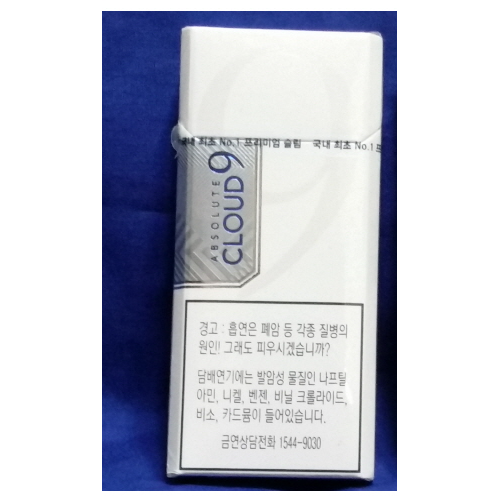 국내 최초 No.1 프리미엄 슬림 국내 최초 No.1 프
ABSOLUTE
CLOUD 9
경고 : 흡연은 폐암 등 각종 질병의
원인! 그래도 피우시겠습니까?
담배연기에는 발암성 물질인 나프틸
아민, 니켈, 벤젠, 비닐 크롤라이드,
비소, 카드뮴이 들어있습니다.
금연상담전화 1544-9030